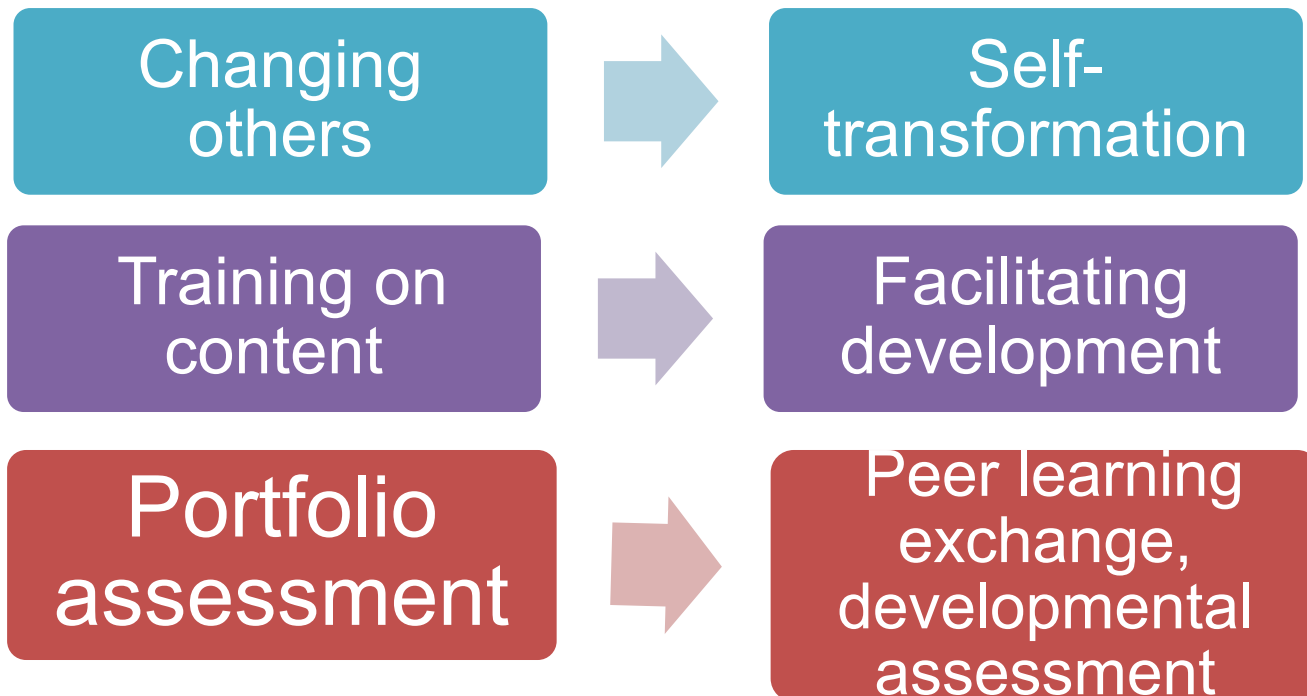 Changing
others
Self-
transformation
Training on
content
Facilitating
development
Portfolio
assessment
Peer learning
exchange,
developmental
assessment